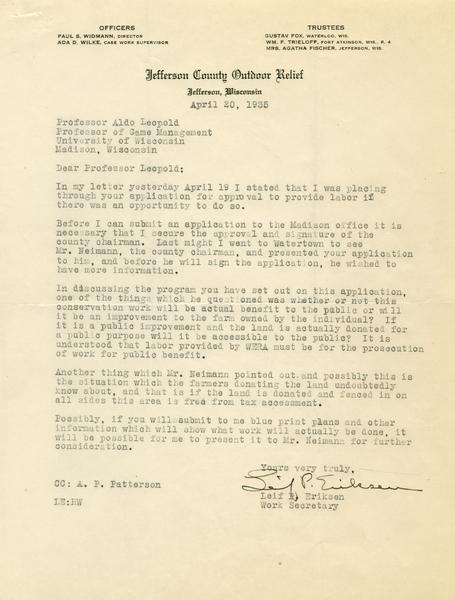 OFFICERS
PAUL S. WIDMANN, DIRECTOR
ADA D. WILKE, CASE WORK SUPERVISOR
TRUSTEES
GUSTAV FOX, WATERLOO, WIS.
WM. F. TRIELOFF, FORT ATKINSON, WIS., R. 4
MRS. AGATHA FISCHER, JEFFERSON, WIS.
Jefferson County Outdoor Relief
Jefferson, Wisconsin
April 20, 1935
Professor Aldo Leopold
Professor of Game Management
University of Wisconsin
Madison, Wisconsin
Dear Professor Leopold;
In my letter yesterday April 19 I stated that I was placing
through your application for approval to provide labor if
there was an opportunity to do so.
Before I can submit an application to the Madison office it is
necessary that I secure the approval and signature of the
county chairman. Last might I went to Watertown to see
Mr. Neimann, the county chairman, and presented your application
to him, and before he will sign the application, he wished to
have more information.
In discussing the program you have set out on this application,
one of the things which he questioned was whether or not this
conservation work will be actual benefit to the public or will
it be an improvement to the farm owned by the individual? If
it is a public improvement and the land is actually donated for
a public purpose will it be accessible to the public? It is
understood that labor provided by WERA must be for the prosecution
of work for public benefit.
Another thing which Mr. Neimann pointed out and possibly this is
the situation which the farmers donating the land undoubtedly
know about, and that is if the land is donated and fenced in on
all sides this area is free from tax assessment.
Possibly, if you will submit to me blue print plans and other
information which will show what work will actually be done, it
will be possible for me to present it to Mr. Neimann for further
consideration.
Yours very truly,
Leif P. Eriksen
CC: A. P. Patterson
Leif P. Eriksen
LE:HW
Work Secretary